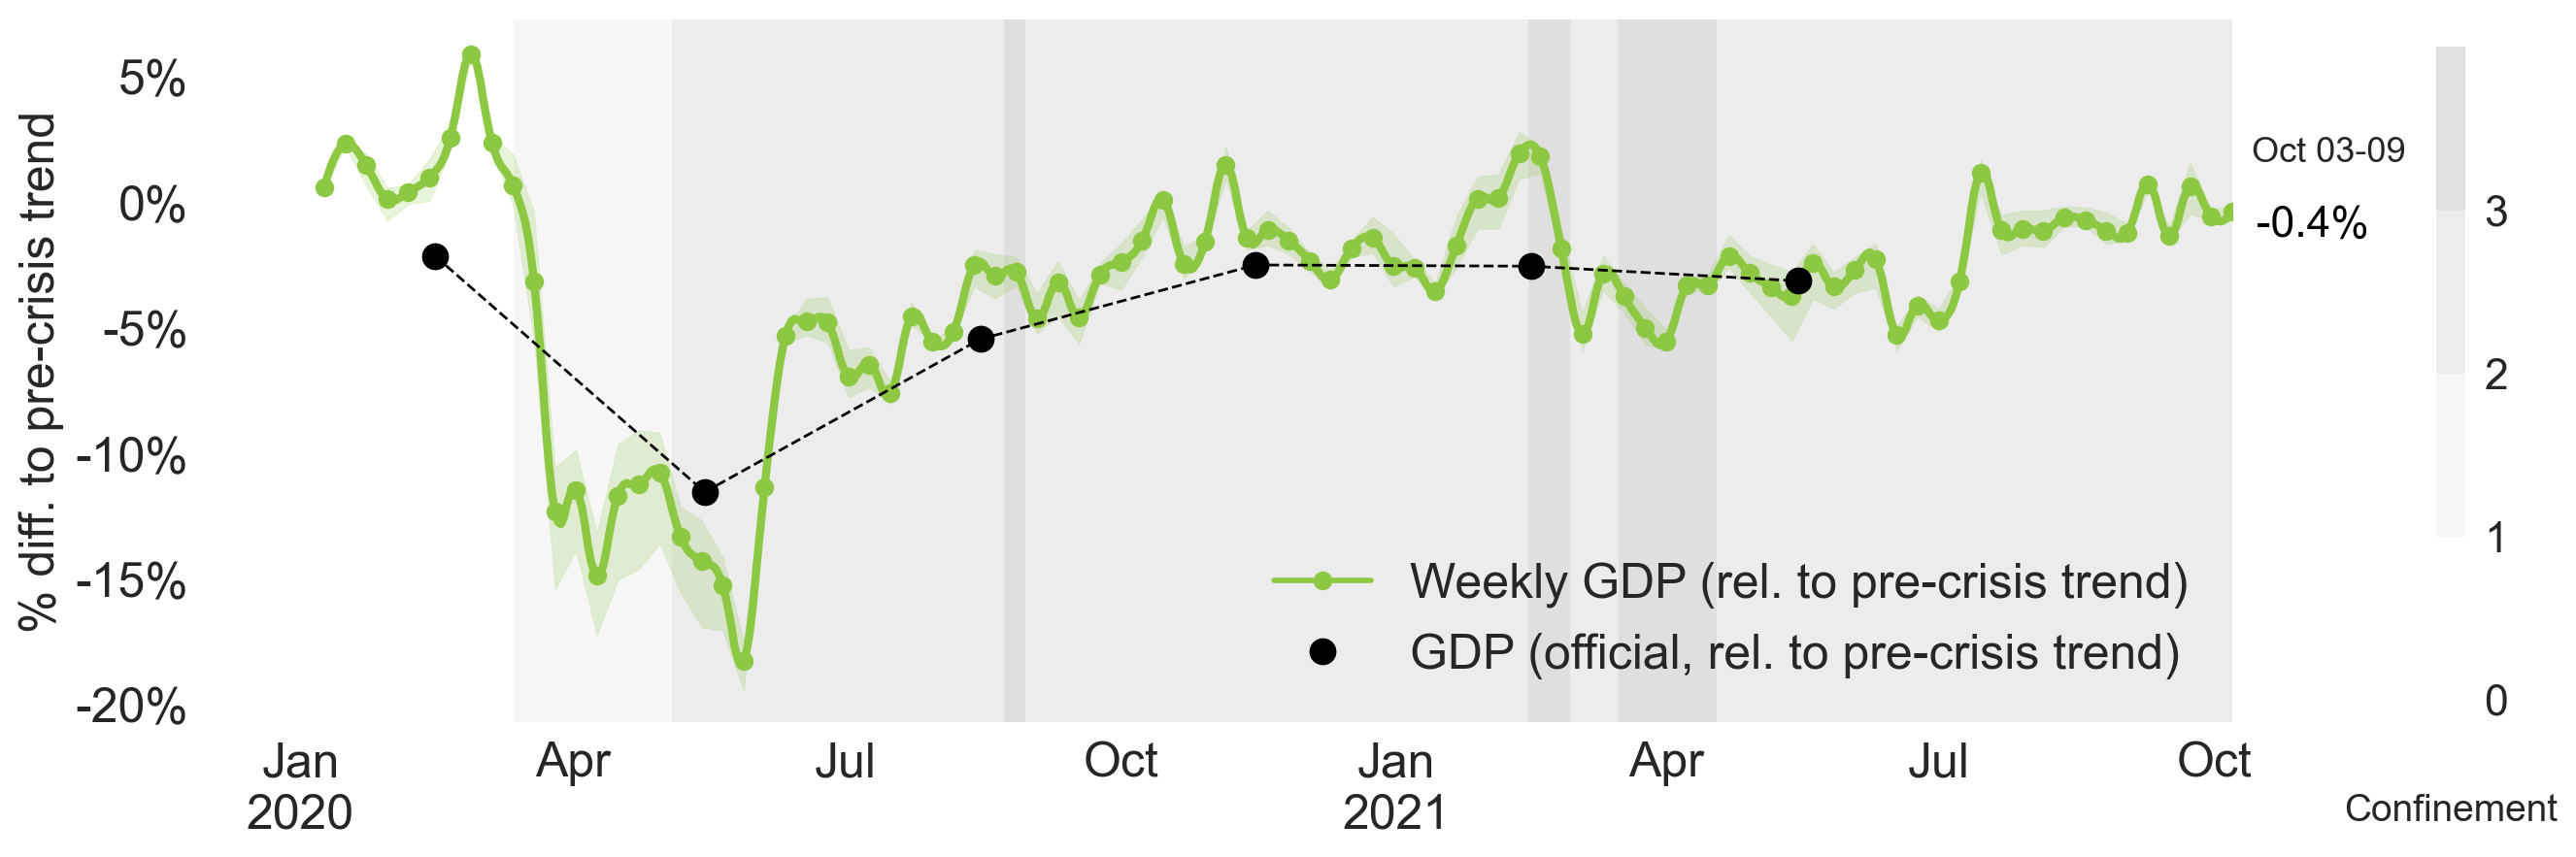 % diff. to pre-crisis trend
5%
0%
-5%
-10%
-15%
-20%
Jan
2020
Apr
Jul
Oct
Jan
2021
Apr
Jul
Oct
Weekly GDP (rel. to pre-crisis trend)
GDP (official, rel. to pre-crisis trend)
Oct 03-09
-0.4%
3
2
1
0
Confinement